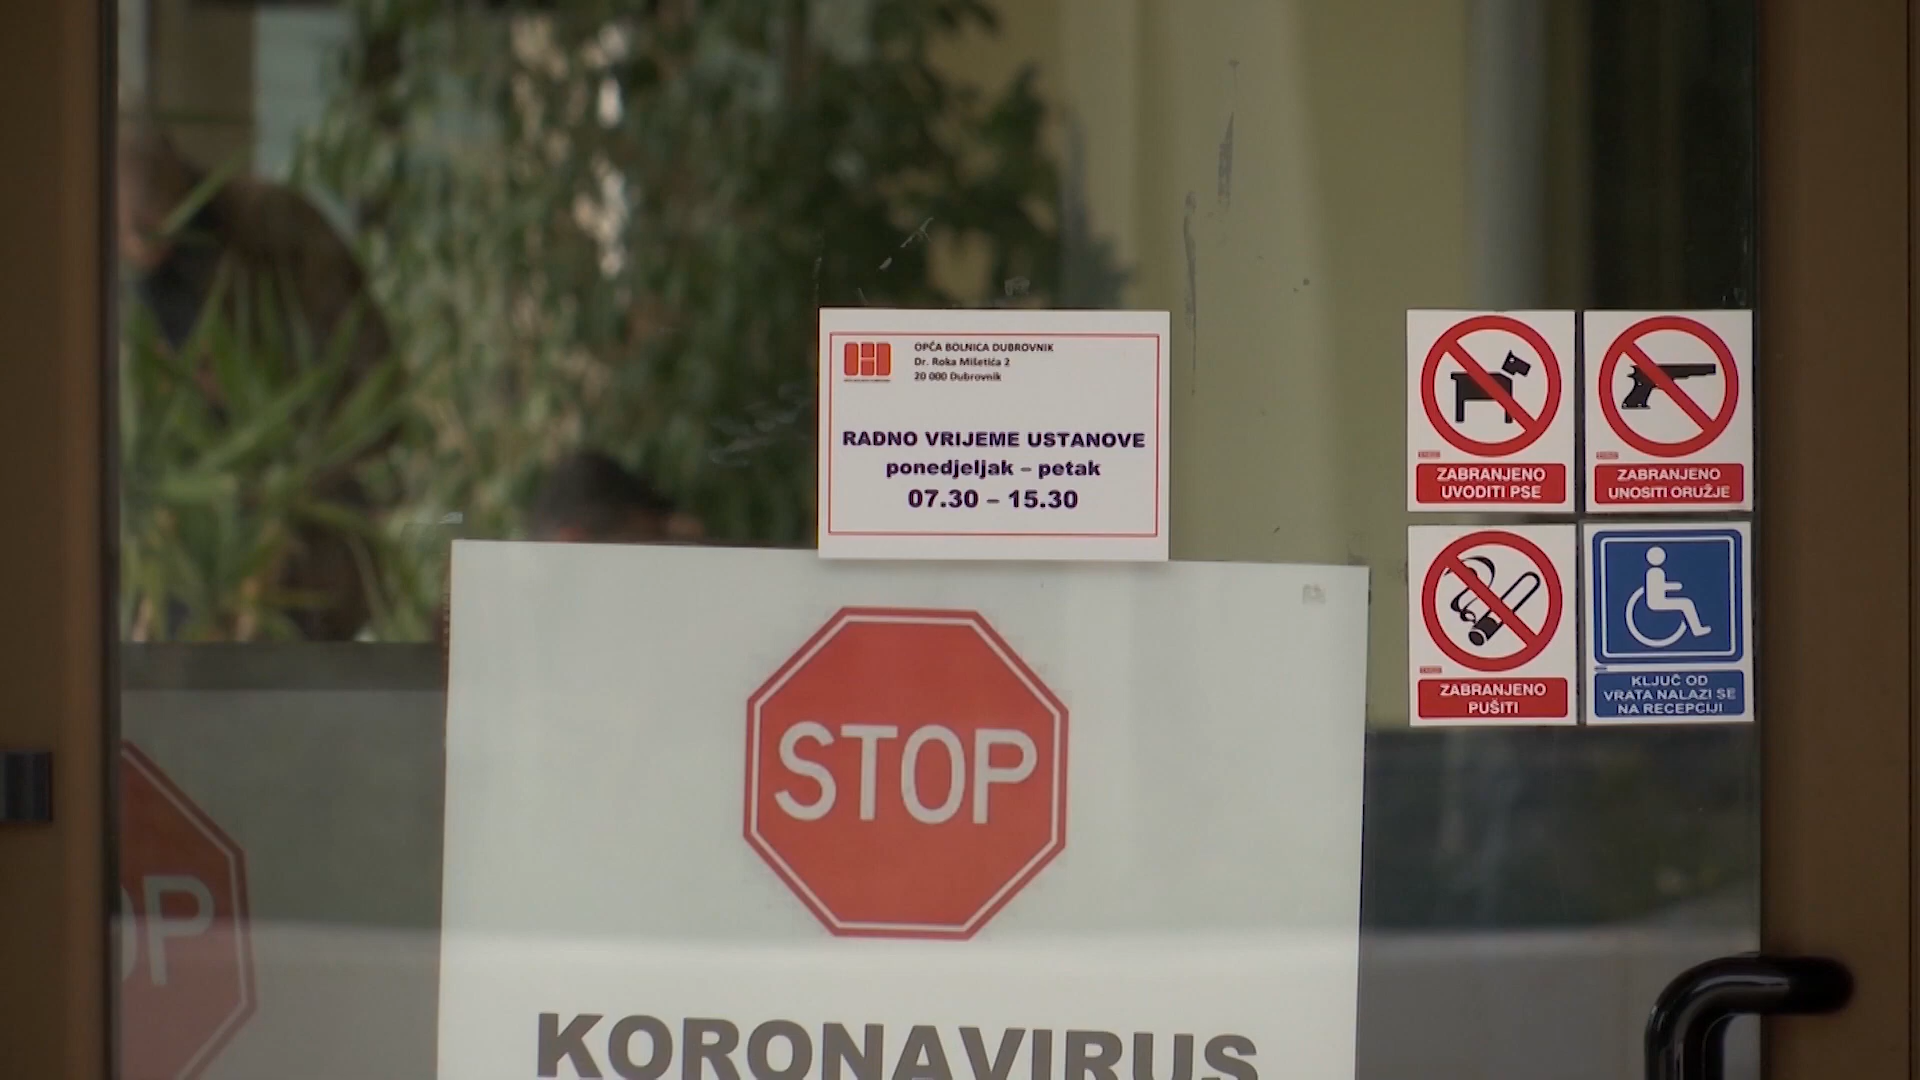 OPĆA BOLNICA DUBROVNIK
Dr. Roka Mišetića 2
20 000 Dubrovnik
RADNO VRIJEME USTANOVE
ponedjeljak – petak
07.30 – 15.30
ZABRANJENO
UVODITI PSE
ZABRANJENO
UNOSITI ORUŽJE
ZABRANJENO
PUŠITI
KLJUČ OD
VRATA NALAZI SE
NA RECEPCIJI
STOP
KORONAVIRUS
OP